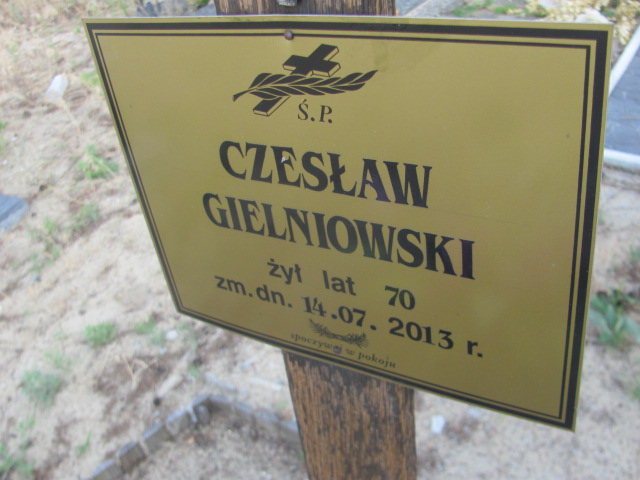 Ś.P.
CZESŁAW
GIELNIOWSKI
żył lat 70
zm.dn. 14.07. 2013 r.
spoczywaj w pokoju